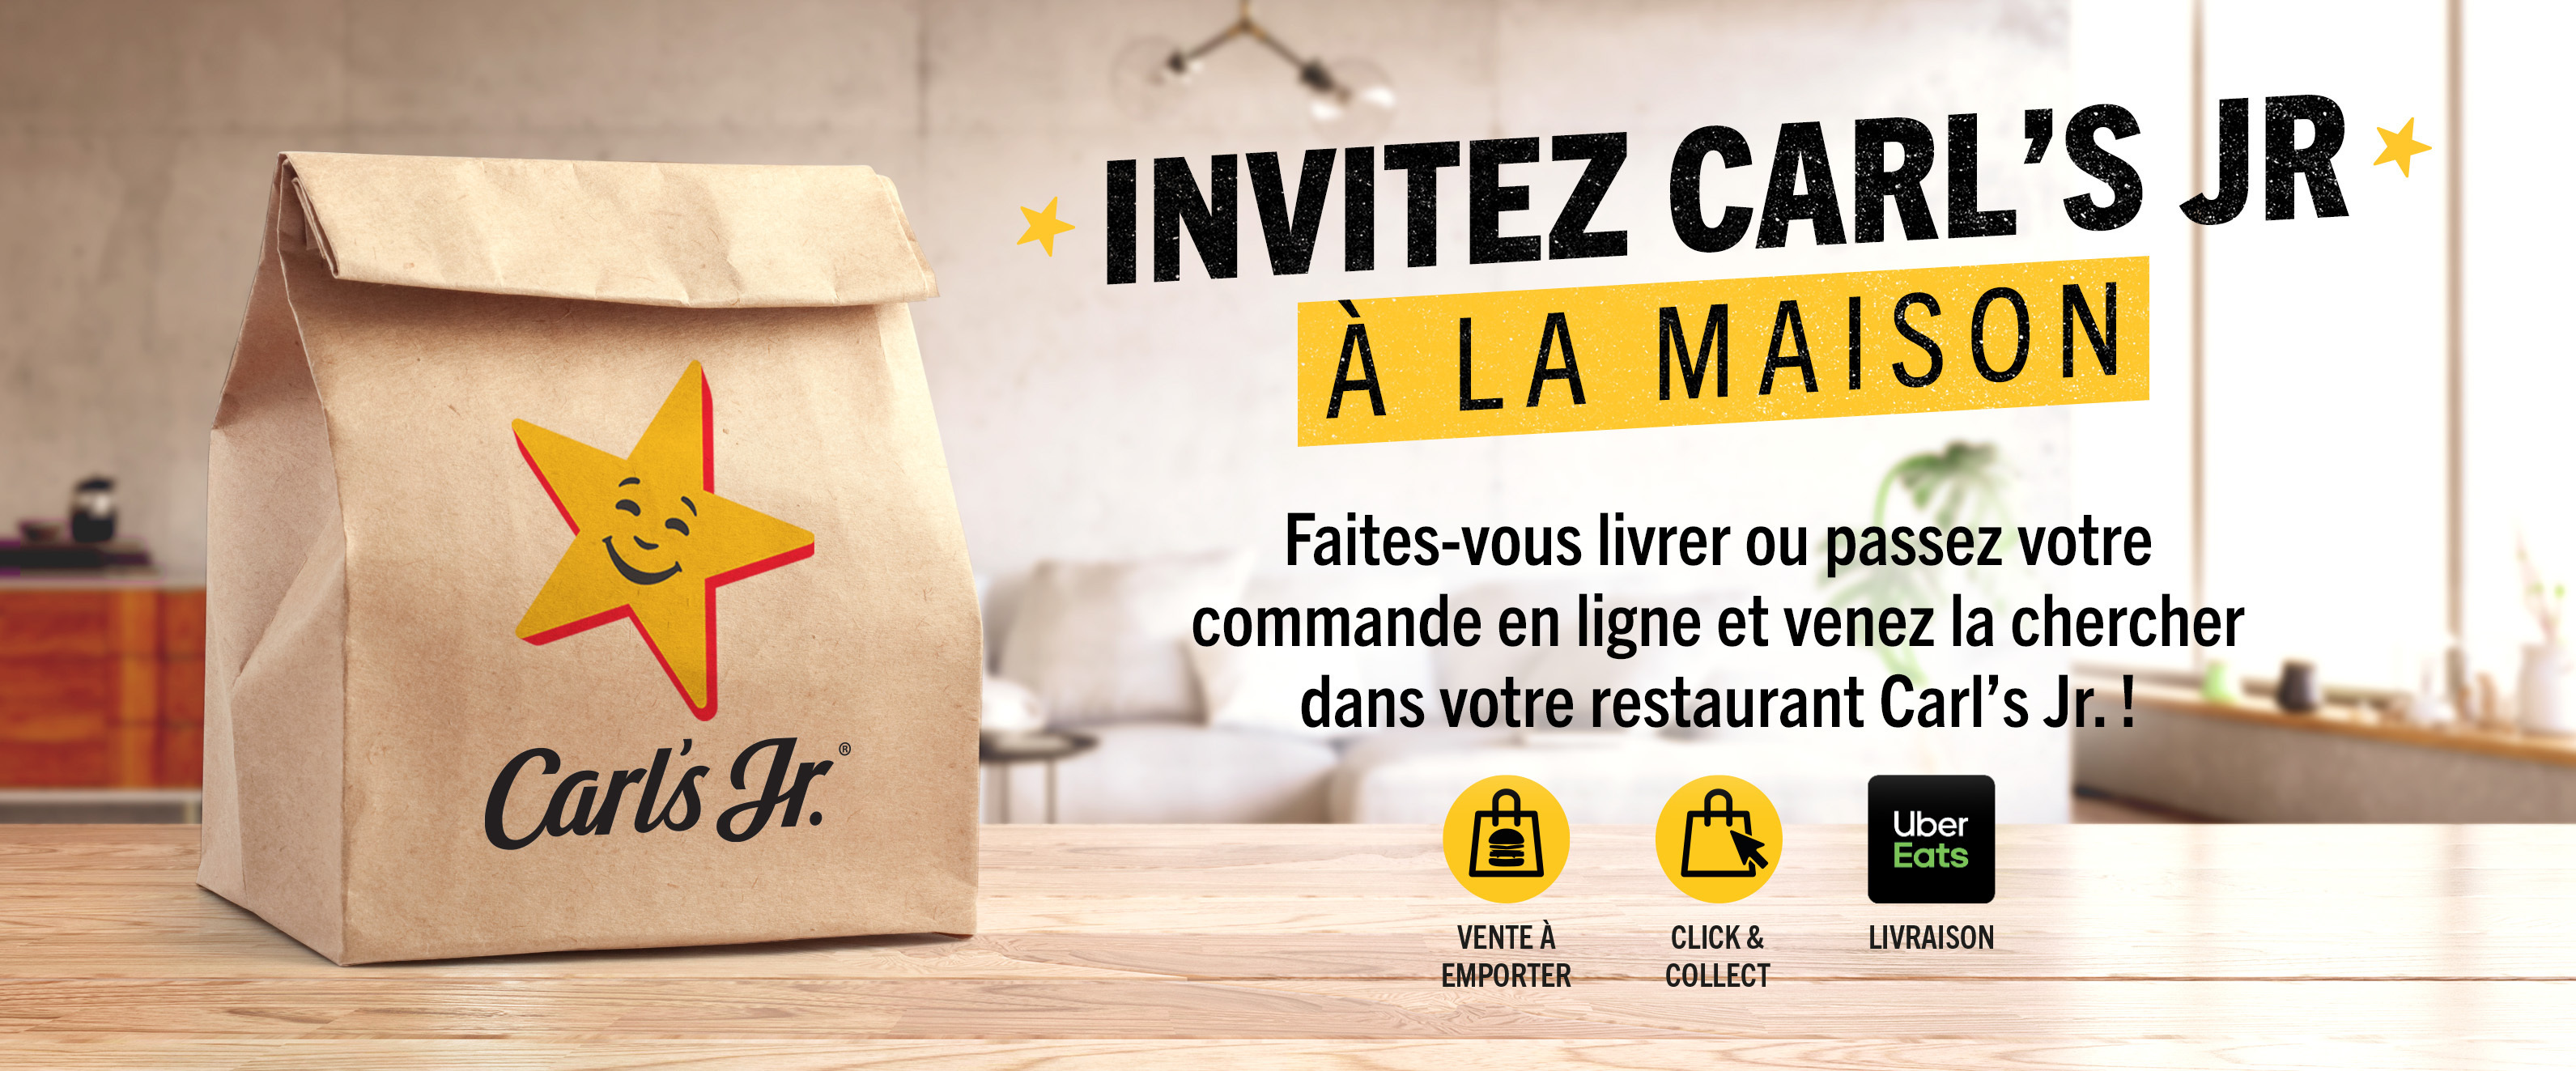 INVITEZ CARL'S JR
À LA MAISON
Faites-vous livrer ou passez votre
commande en ligne et venez la chercher
dans votre restaurant Carl's Jr. !
Carl's Jr.®
Uber
Eats
VENTE À
EMPORTER
CLICK &
COLLECT
LIVRAISON